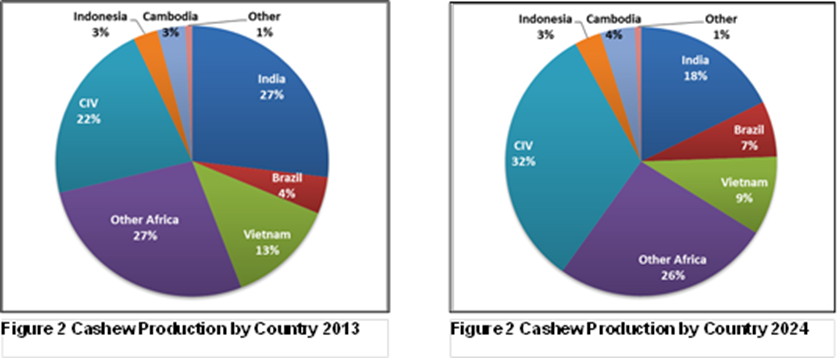 Indonesia
3%
Cambodia
3%
Other
1%
India
27%
CIV
22%
Brazil
4%
Other Africa
27%
Vietnam
13%
Figure 2 Cashew Production by Country 2013
Indonesia
3%
Cambodia
4%
Other
1%
India
18%
Brazil
7%
CIV
32%
Vietnam
9%
Other Africa
26%
Figure 2 Cashew Production by Country 2024